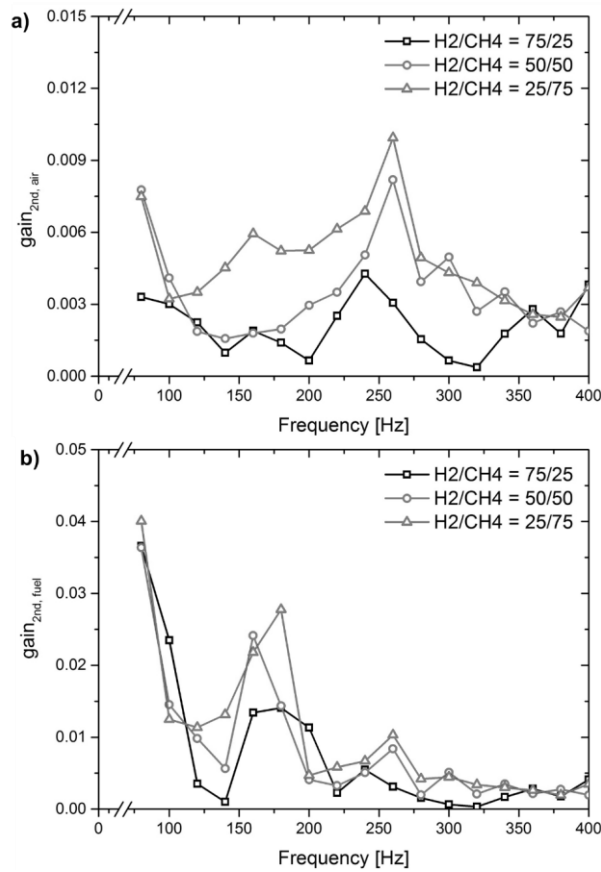 a)
0.015
0.012
0.009
0.006
0.003
0.000
gain2nd, air
H2/CH4 = 75/25
H2/CH4 = 50/50
H2/CH4 = 25/75
0 100 150 200 250 300 350 400
Frequency [Hz]
b)
0.05
0.04
0.03
0.02
0.01
0.00
gain2nd, fuel
H2/CH4 = 75/25
H2/CH4 = 50/50
H2/CH4 = 25/75
0 100 150 200 250 300 350 400
Frequency [Hz]